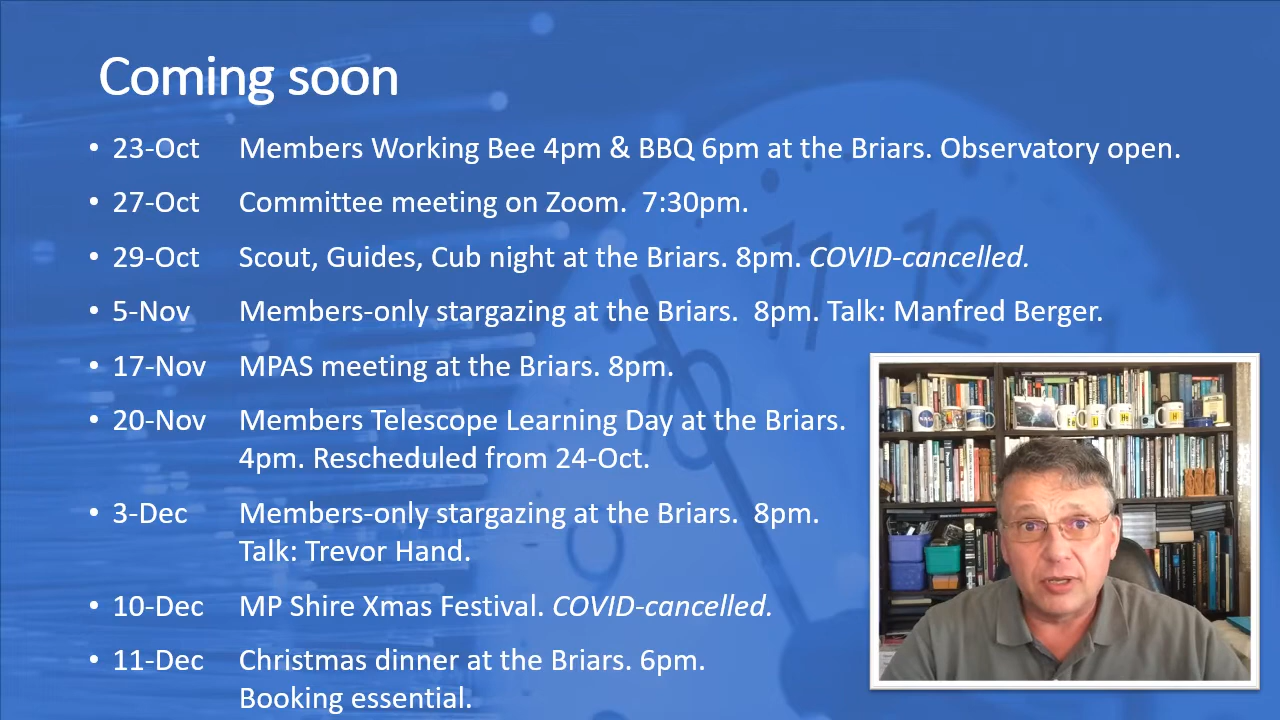 Coming soon
• 23-Oct Members Working Bee 4pm & BBQ 6pm at the Briars. Observatory open.
• 27-Oct Committee meeting on Zoom. 7:30pm.
• 29-Oct Scout, Guides, Cub night at the Briars. 8pm. COVID-cancelled.
• 5-Nov Members-only stargazing at the Briars. 8pm. Talk: Manfred Berger.
• 17-Nov MPAS meeting at the Briars. 8pm.
• 20-Nov Members Telescope Learning Day at the Briars.
4pm. Rescheduled from 24-Oct.
• 3-Dec Members-only stargazing at the Briars. 8pm.
Talk: Trevor Hand.
• 10-Dec MP Shire Xmas Festival. COVID-cancelled.
• 11-Dec Christmas dinner at the Briars. 6pm.
Booking essential.
11
12
10
9
NASA